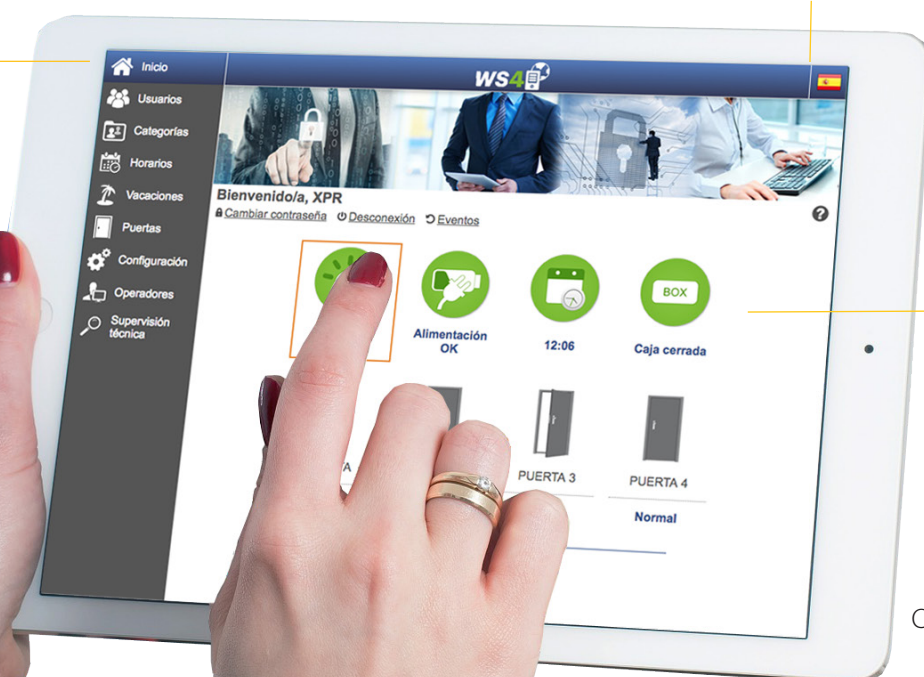 Inicio
WS4
Usuarios
Categorías
Horarios
Vacaciones
Puertas
Configuración
Operadores
Supervisión
técnica
Bienvenido/a, XPR
Cambiar contraseña Desconexión Eventos
?
BOX
Alimentación
OK
12:06
Caja cerrada
PUERTA 3
PUERTA 4
Normal